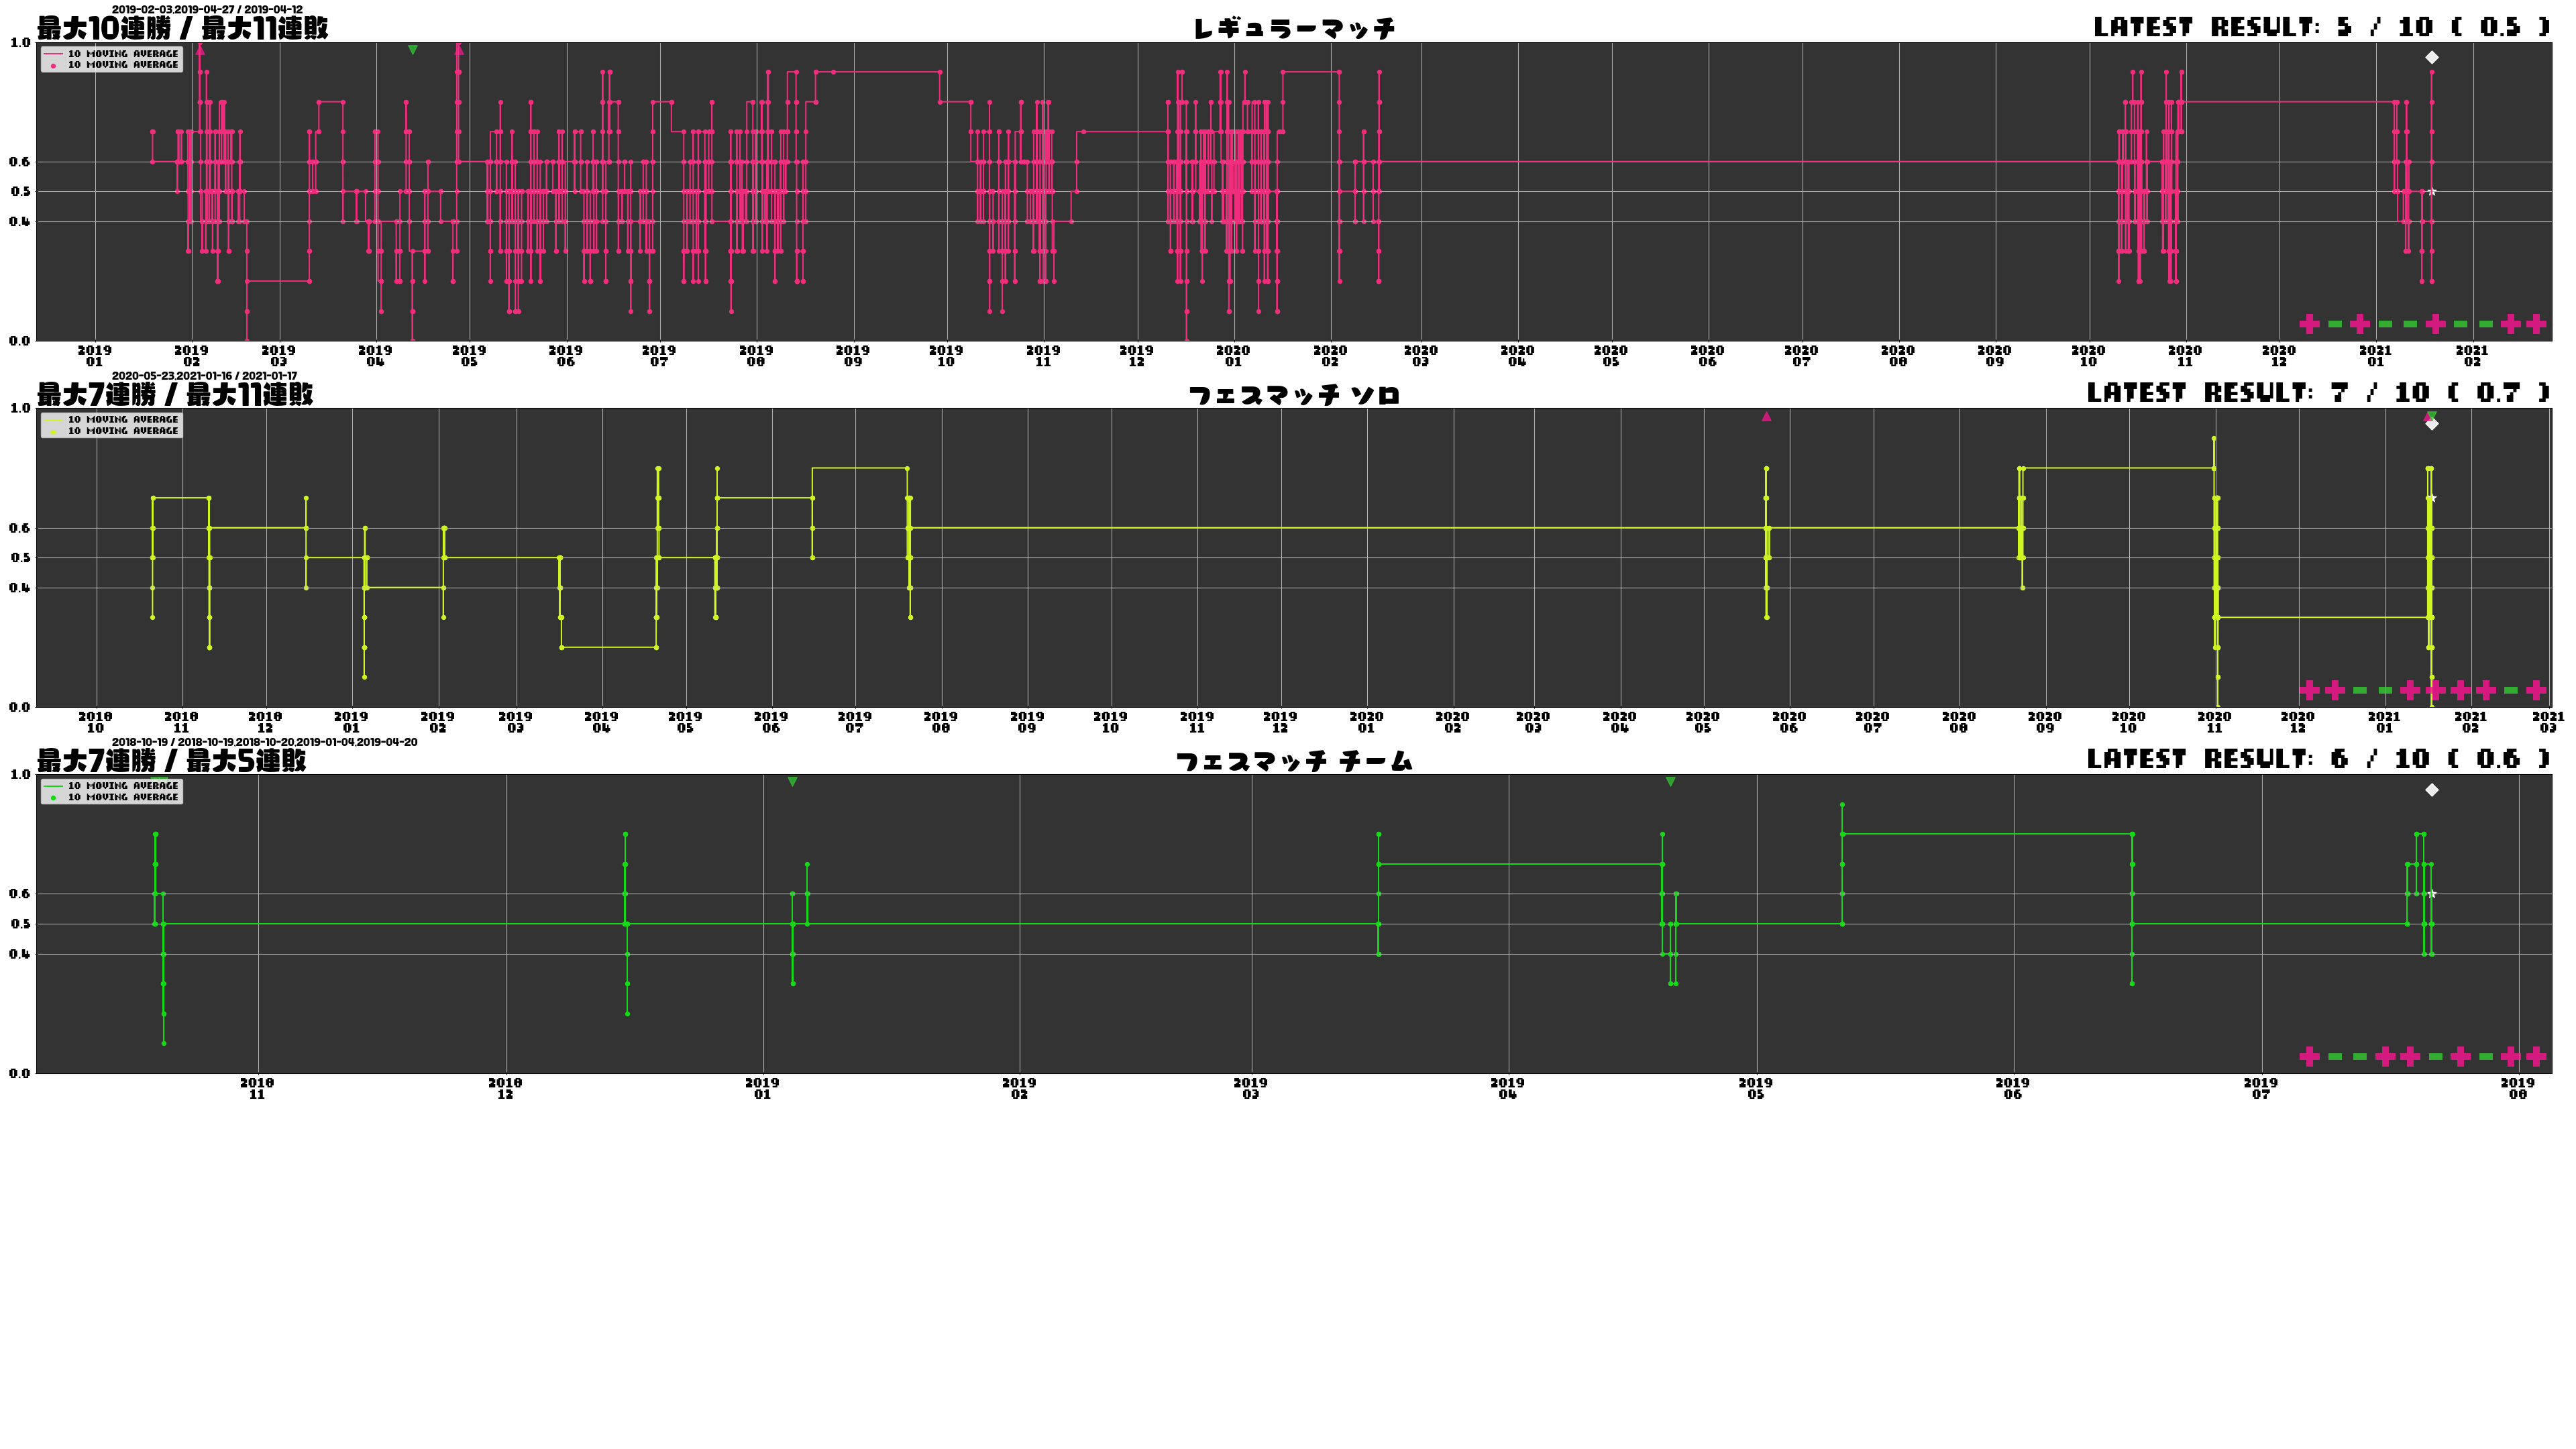 2019-02-03,2019-04-27 / 2019-04-12
最大10連勝 / 最大11連敗
レギュラーマッチ
LATEST RESULT: 5 / 10 ( 0.5 )
10 MOVING AVERAGE
10 MOVING AVERAGE
1.0
0.6
0.5
0.4
0.0
2019 2019 2019 2019 2019 2019 2019 2019 2019 2019 2019 2019 2020 2020 2020 2020 2020 2020 2020 2020 2020 2020 2020 2020 2021 2021
01 02 03 04 05 06 07 08 09 10 11 12 01 02 03 04 05 06 07 08 09 10 11 12 01 02
2020-05-23,2021-01-16 / 2021-01-17
最大7連勝 / 最大11連敗
フェスマッチ ソロ
LATEST RESULT: 7 / 10 ( 0.7 )
10 MOVING AVERAGE
10 MOVING AVERAGE
1.0
0.6
0.5
0.4
0.0
2018 2018 2018 2019 2019 2019 2019 2019 2019 2019 2019 2019 2019 2019 2019 2020 2020 2020 2020 2020 2020 2020 2020 2020 2020 2020 2020 2021 2021 2021
10 11 12 01 02 03 04 05 06 07 08 09 10 11 12 01 02 03 04 05 06 07 08 09 10 11 12 01 02 03
2018-10-19 / 2018-10-19,2018-10-20,2019-01-04,2019-04-20
最大7連勝 / 最大5連敗
フェスマッチ チーム
LATEST RESULT: 6 / 10 ( 0.6 )
10 MOVING AVERAGE
10 MOVING AVERAGE
1.0
0.6
0.5
0.4
0.0
2018 2018 2019 2019 2019 2019 2019 2019 2019 2019
11 12 01 02 03 04 05 06 07 08